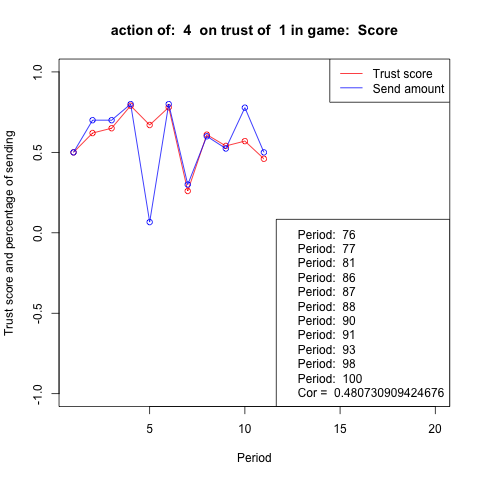 action of:  4  on trust of  1 in game:  Score
Trust score
Send amount
Trust score and percentage of sending
1.0
0.5
0.0
-0.5
-1.0
Period:  76
Period:  77
Period:  81
Period:  86
Period:  87
Period:  88
Period:  90
Period:  91
Period:  93
Period:  98
Period:  100
Cor =  0.480730909424676
5
10
15
20
Period